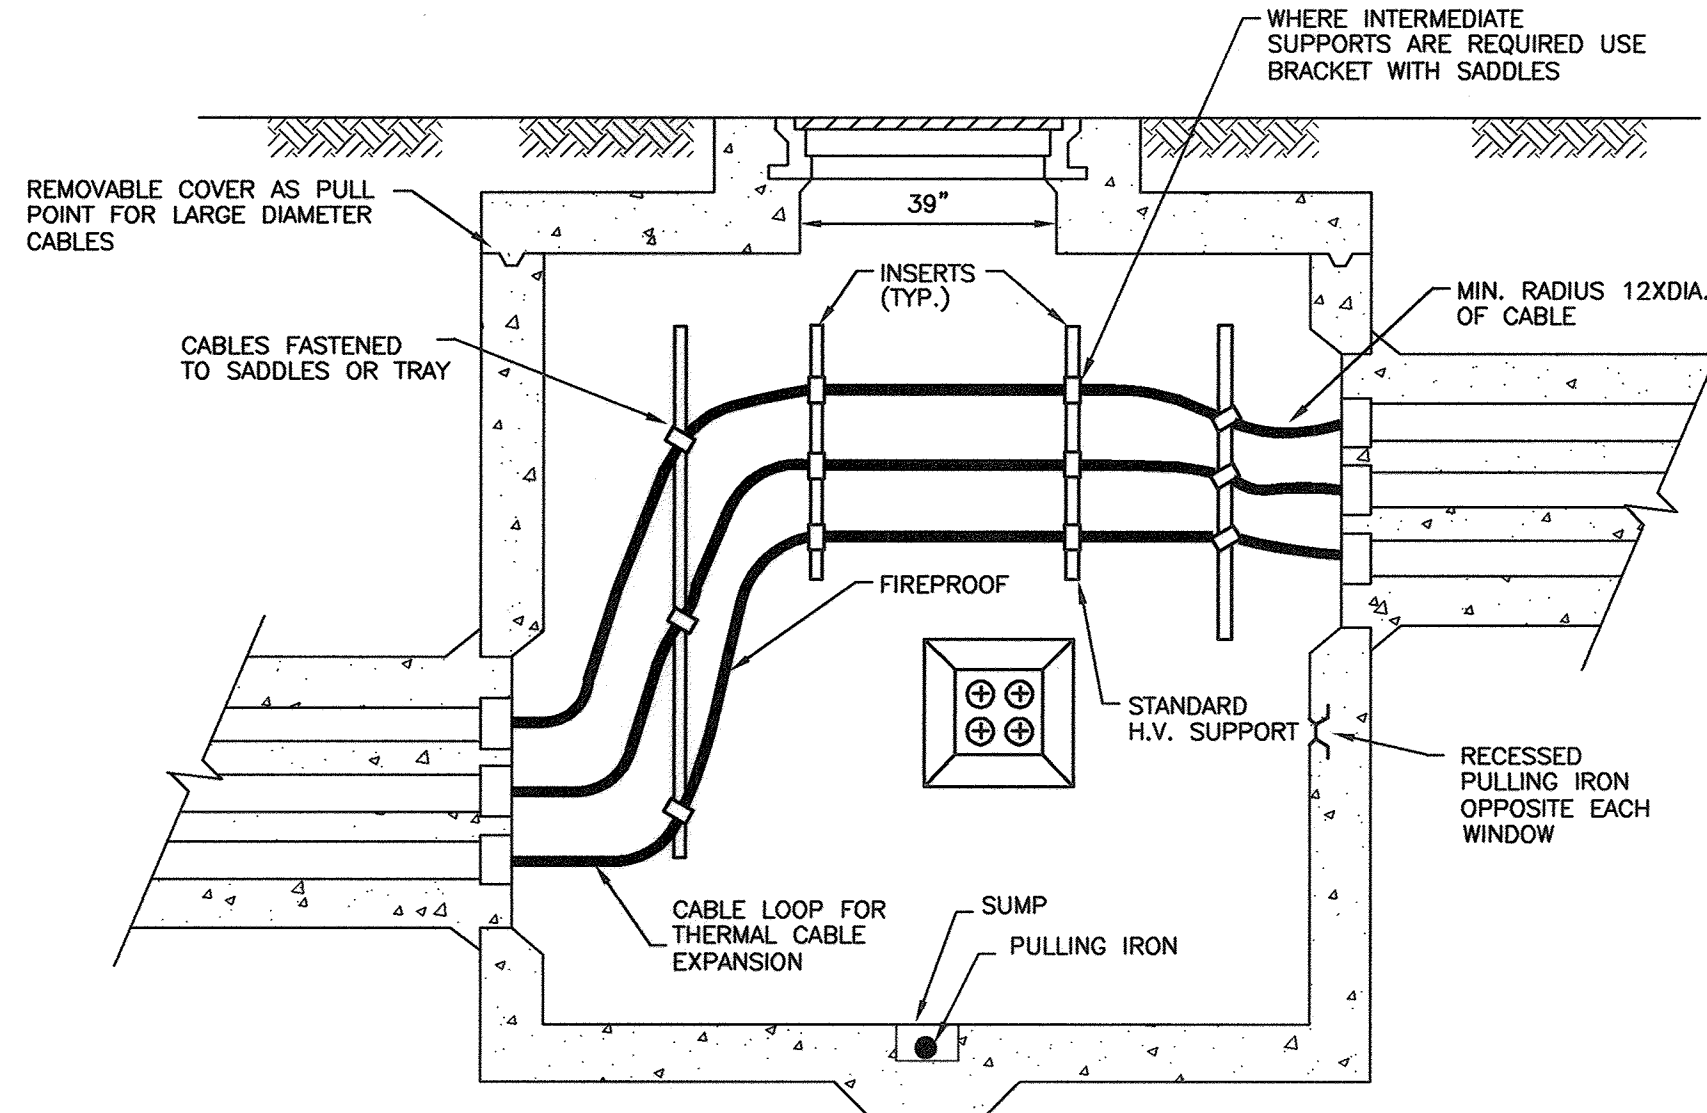 WHERE INTERMEDIATE
SUPPORTS ARE REQUIRED USE
BRACKET WITH SADDLES
REMOVABLE COVER AS PULL
POINT FOR LARGE DIAMETER
CABLES
39"
INSERTS
(TYP.)
MIN. RADIUS 12XDIA.
OF CABLE
CABLES FASTENED
TO SADDLES OR TRAY
FIREPROOF
STANDARD
H.V. SUPPORT
RECESSED
PULLING IRON
OPPOSITE EACH
WINDOW
CABLE LOOP FOR
THERMAL CABLE
EXPANSION
SUMP
PULLING IRON